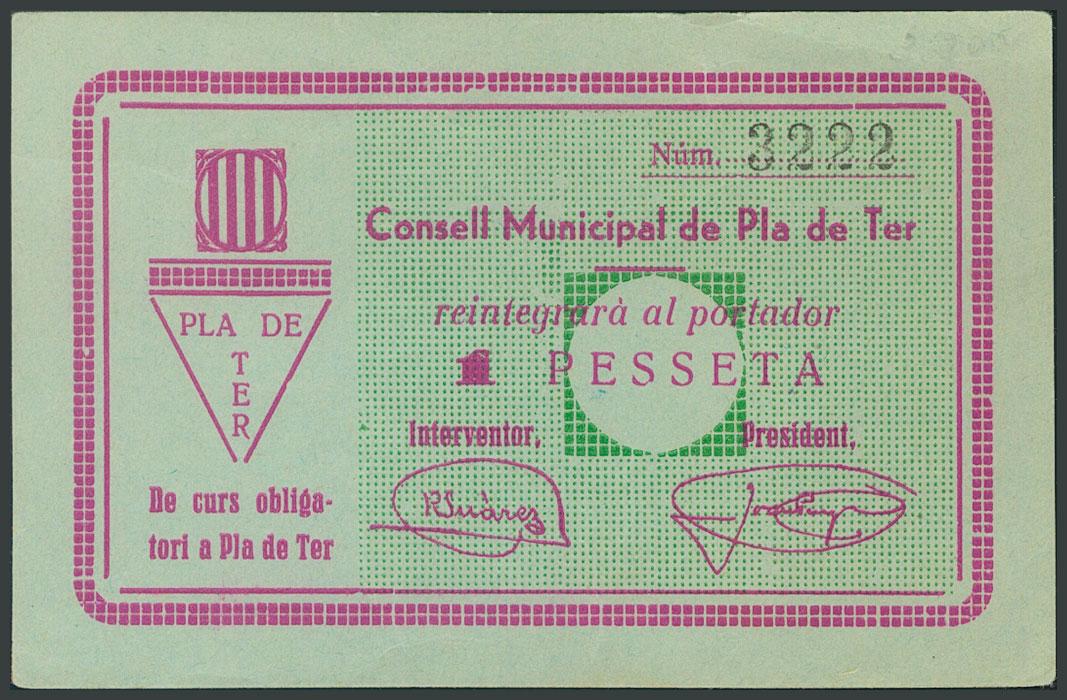 Núm. 3222
Consell Municipal de Pla de Ter
reintegrarà al portador
1 PESSETA
Interventor,
President,
R Suàrez
PLA DE
TER
De curs obliga-
tori a Pla de Ter